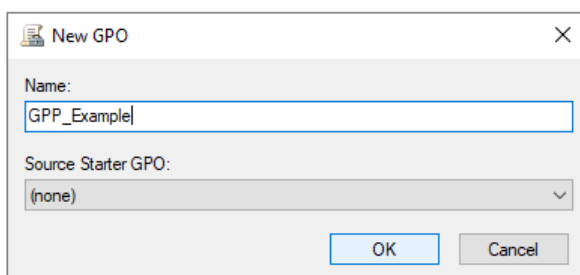 New GPO
Name:
GPP_Example
Source Starter GPO:
(none)
OK Cancel